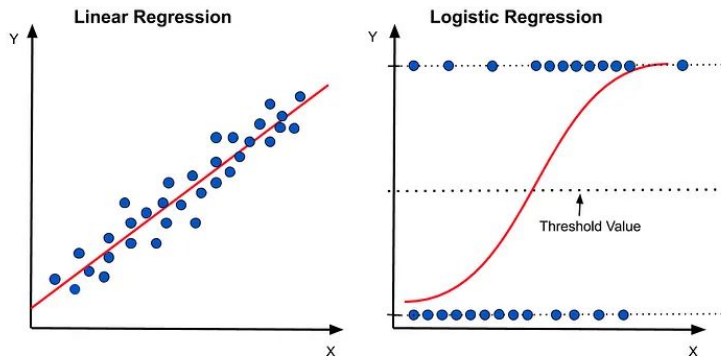 Linear Regression
Y
X
Logistic Regression
Y
Threshold Value
X